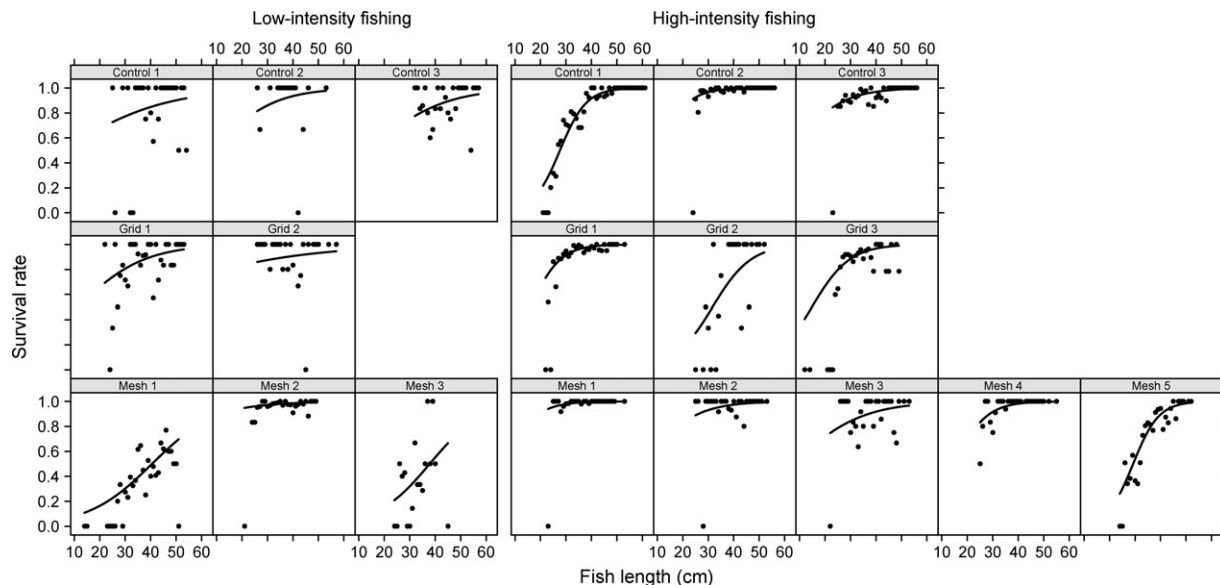 Low-intensity fishing High-intensity fishing
10 20 30 40 50 60 10 20 30 40 50 60 10 20 30 40 50 60
Control 1 Control 2 Control 3 Control 1 Control 2 Control 3
1.0
0.8
0.6
0.4
0.2
0.0
Grid 1 Grid 2 Grid 1 Grid 2 Grid 3
Survival rate
Mesh 1 Mesh 2 Mesh 3 Mesh 1 Mesh 2 Mesh 3 Mesh 4 Mesh 5
1.0
0.8
0.6
0.4
0.2
0.0
10 20 30 40 50 60 10 20 30 40 50 60 10 20 30 40 50 60 10 20 30 40 50 60 10 20 30 40 50 60
Fish length (cm)